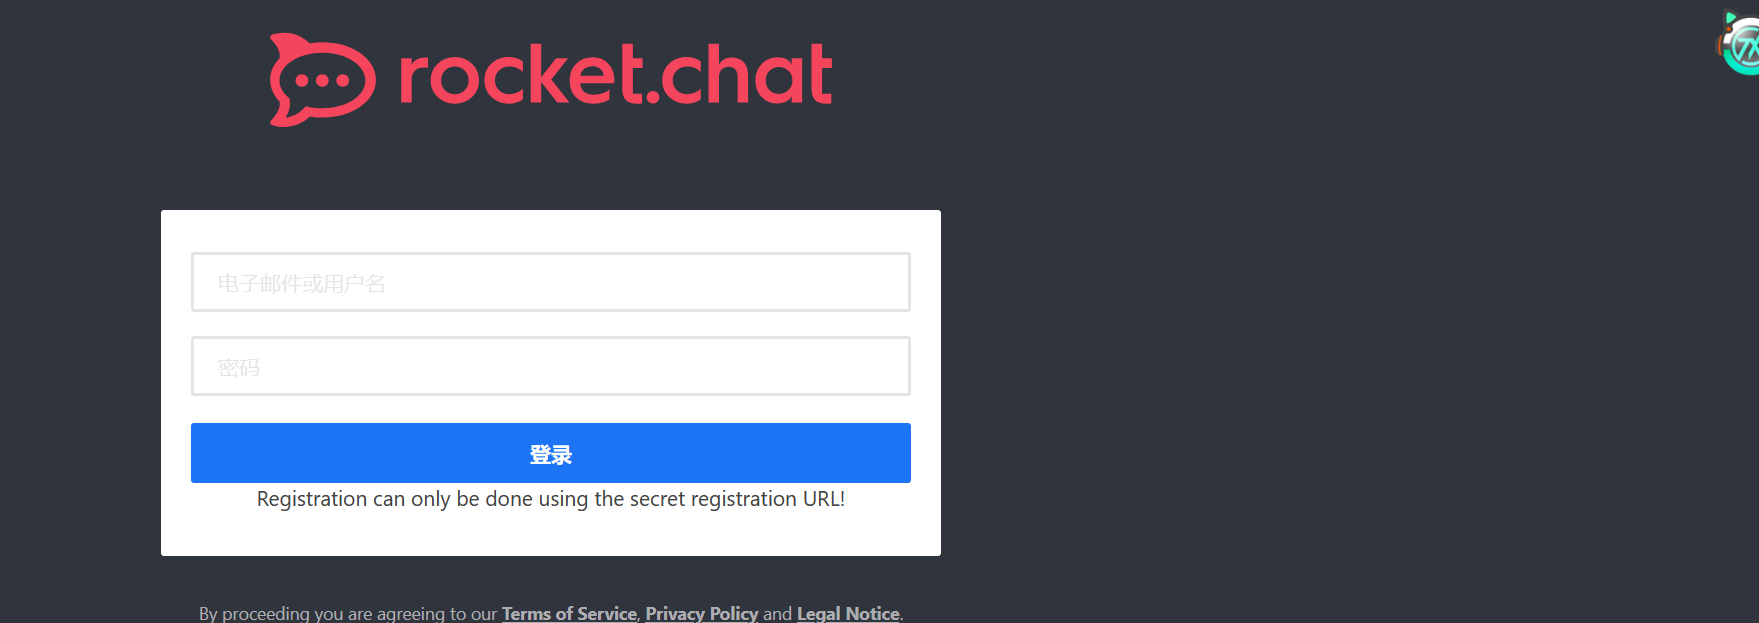 rocket.chat
7X
电子邮件或用户名
密码
登录
Registration can only be done using the secret registration URL!
By proceeding you are agreeing to our Terms of Service, Privacy Policy and Legal Notice.